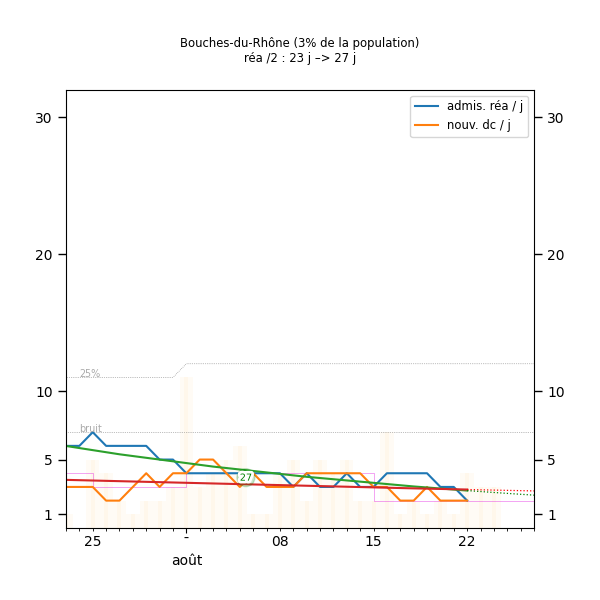 Bouches-du-Rhône (3% de la population)
réa /2 : 23 j –> 27 j
admis. réa / j
nouv. dc / j
30
30
20
20
25%
10
10
bruit
5
5
27
1
1
25
-
08
15
22
août